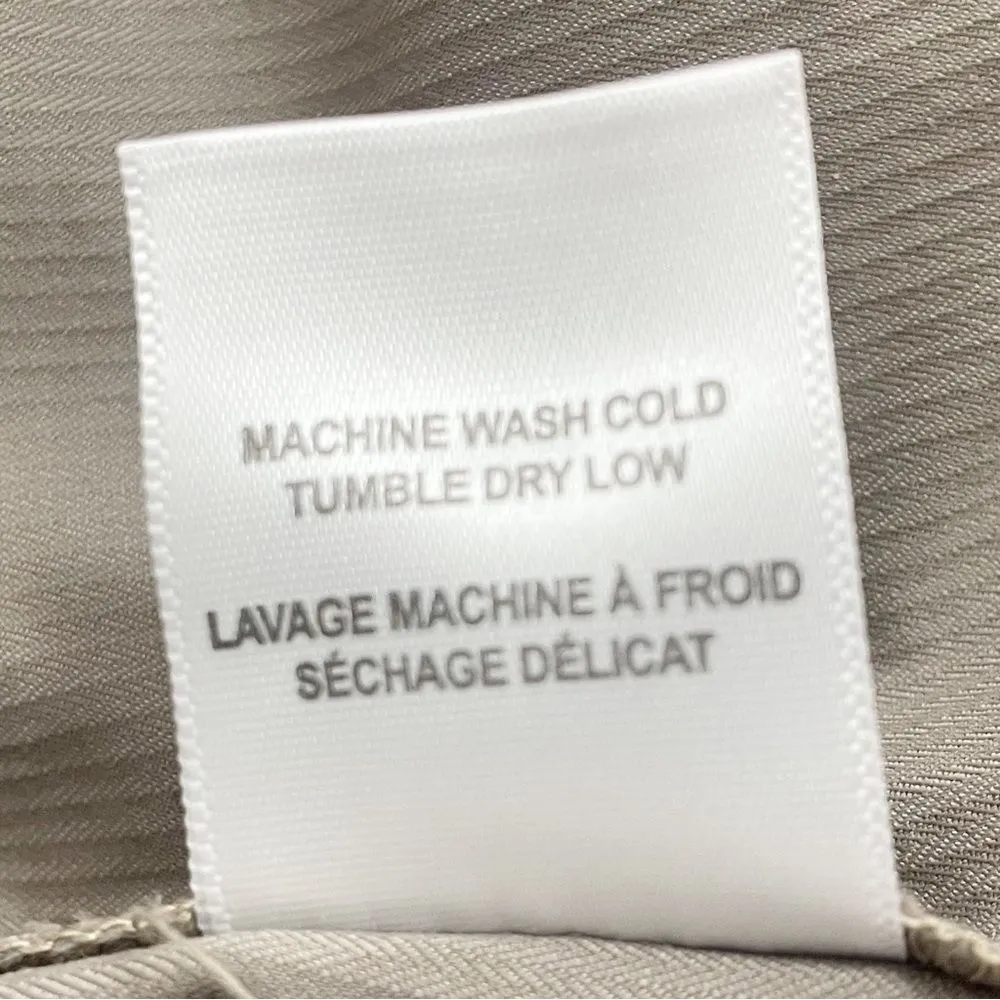 MACHINE WASH COLD
TUMBLE DRY LOW
LAVAGE MACHINE À FROID
SÉCHAGE DÉLICAT